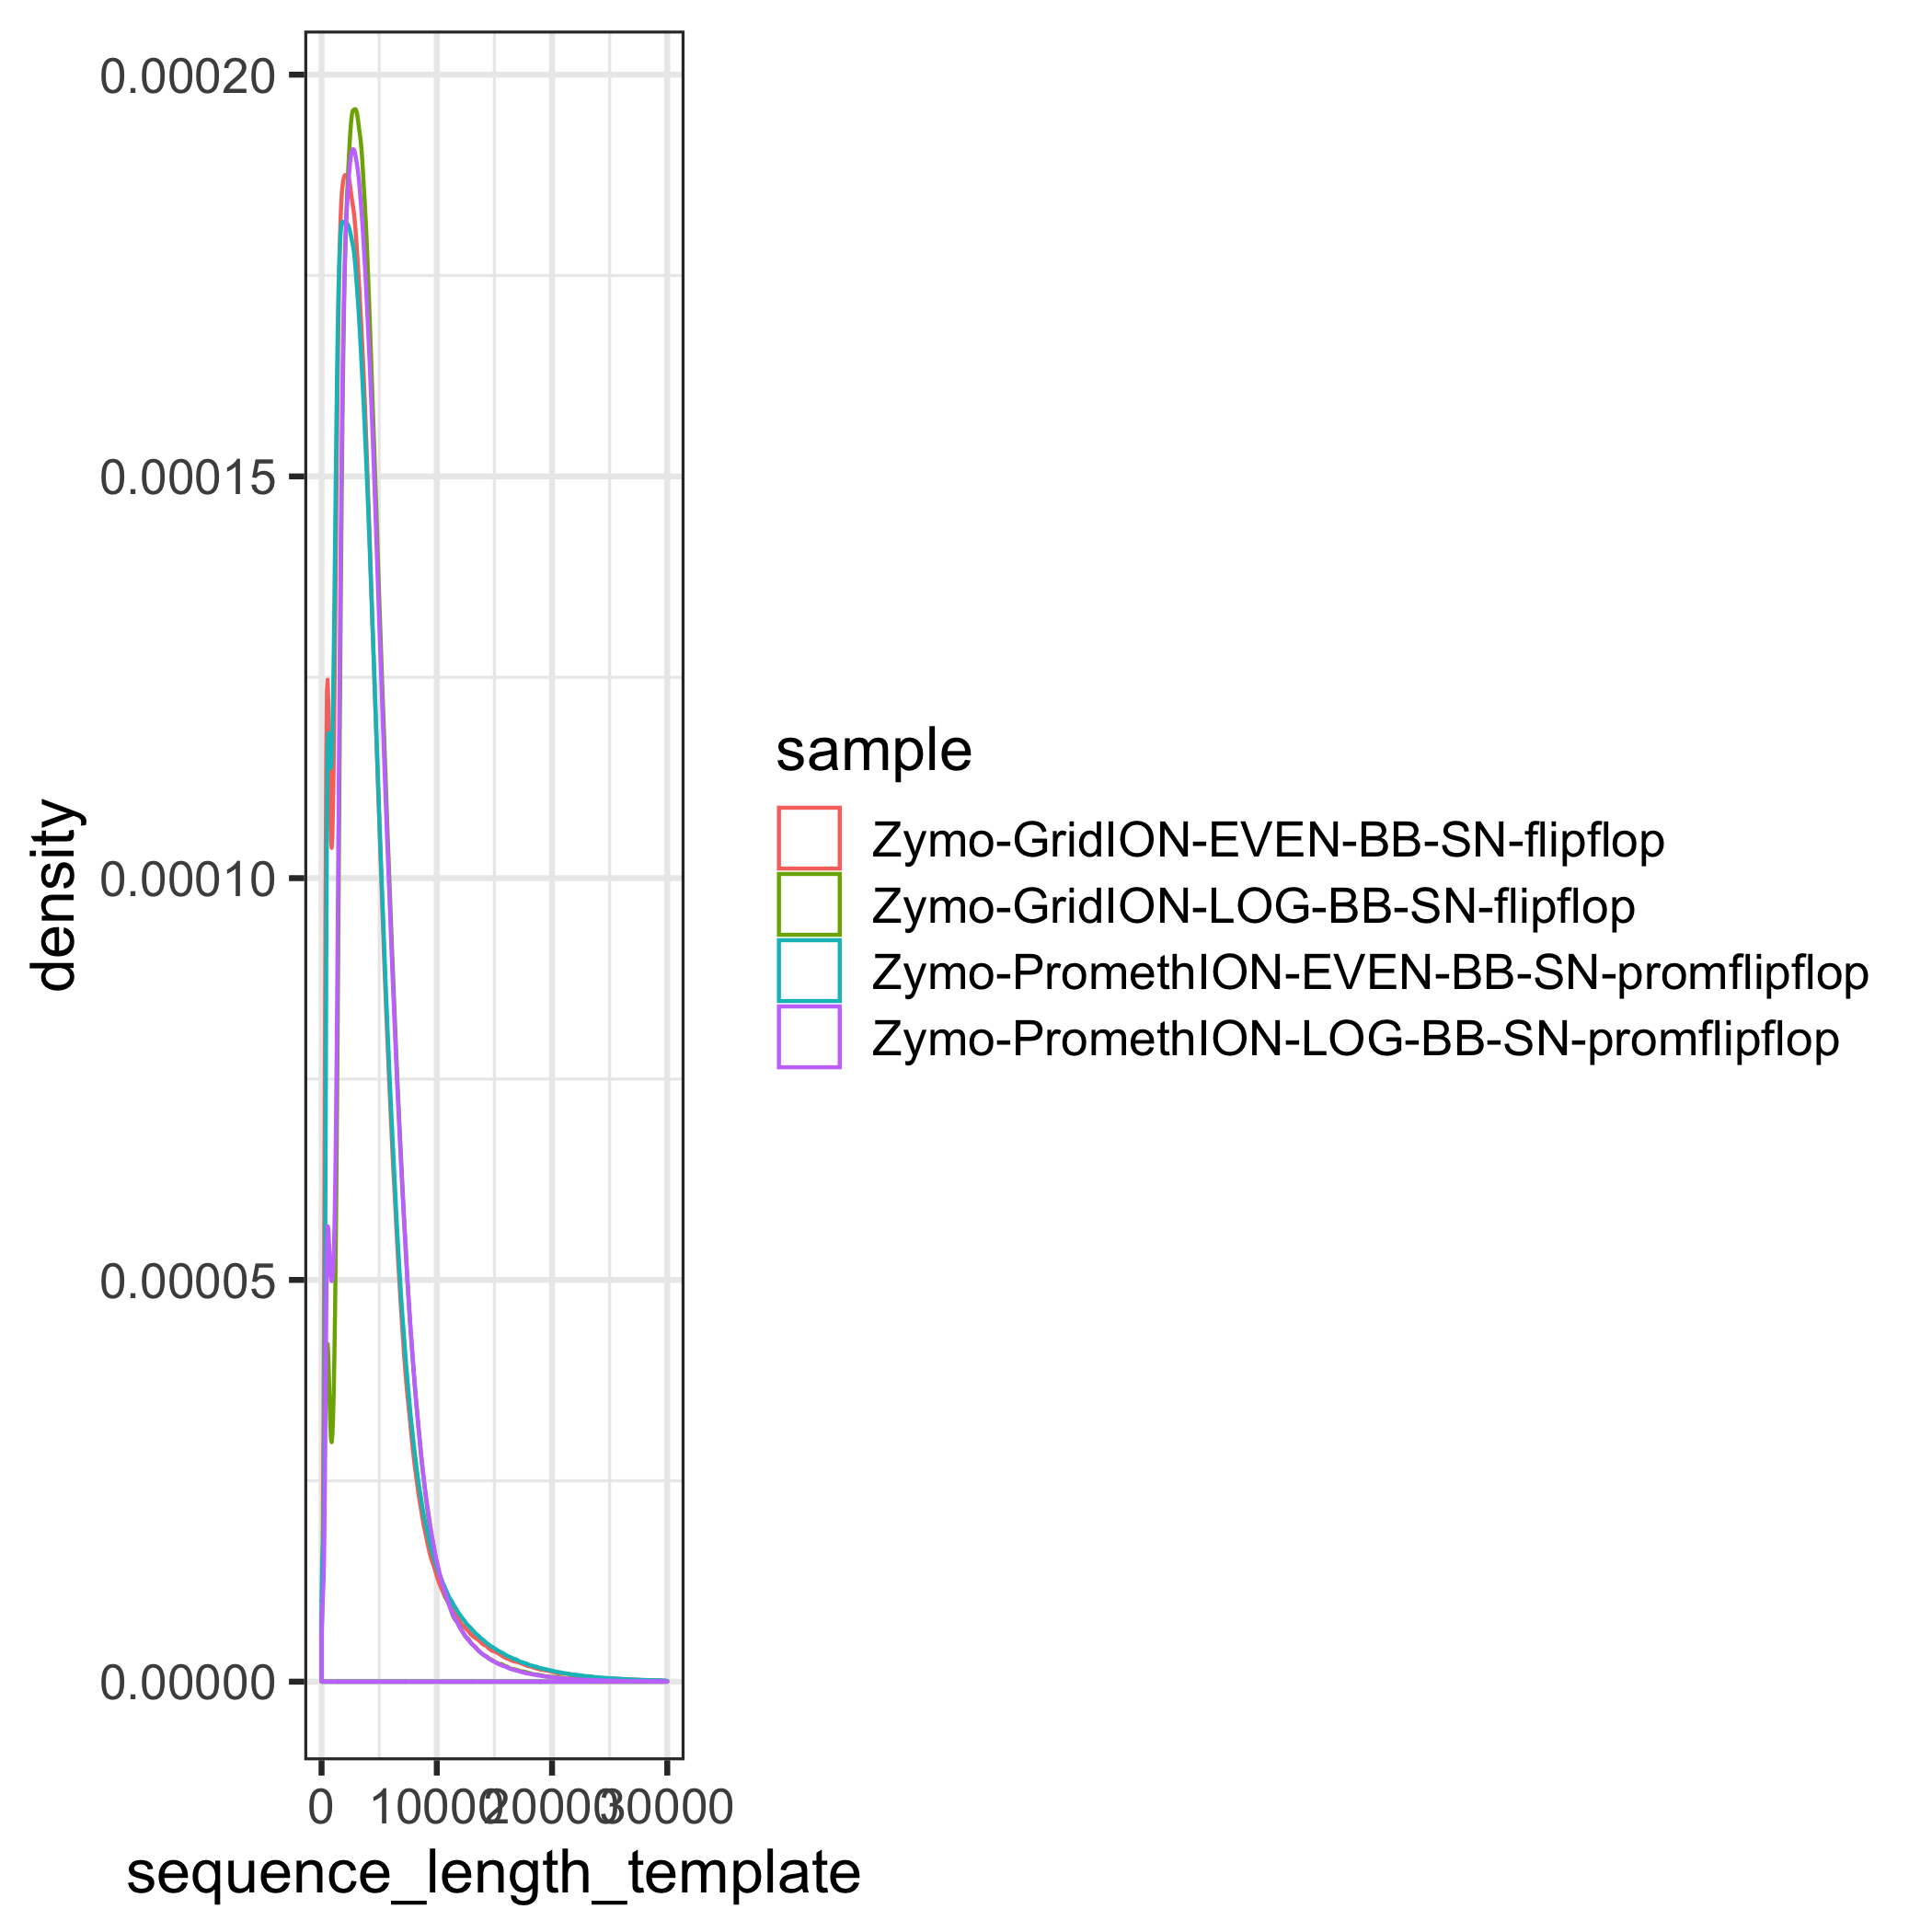 0.00020
0.00015
0.00010
0.00005
0.00000
density
0 10000 20000 30000
sequence_length_template
sample
Zymo-GridION-EVEN-BB-SN-flipflop
Zymo-GridION-LOG-BB-SN-flipflop
Zymo-PromethION-EVEN-BB-SN-promflipflop
Zymo-PromethION-LOG-BB-SN-promflipflop